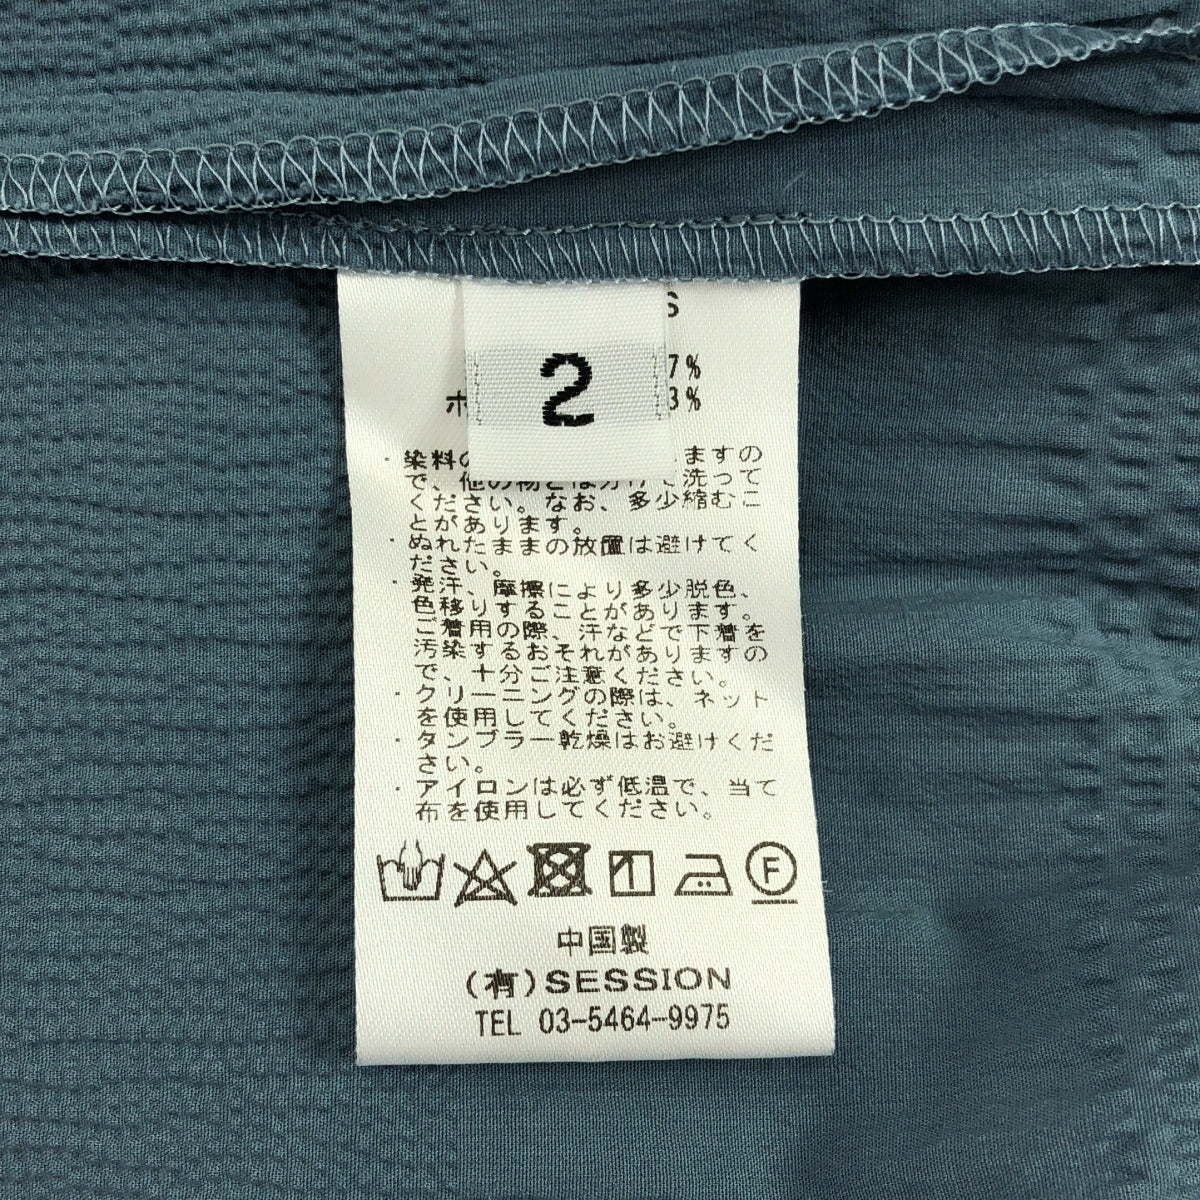 S
2
7%
ポ 3%
・染料の ますの
で、他の物とは分けて洗って
ください。なお、多少縮むこ
とがあります。
・ぬれたままの放置は避けてく
ださい。
・発汗、摩擦により多少脱色、
色移りすることがあります。
ご着用の際、汗などで下着を
汚染するおそれがありますの
で、十分ご注意ください。
・クリーニングの際は、ネット
を使用してください。
・タンブラー乾燥はお避けくだ
さい。
・アイロンは必ず低温で、当て
布を使用してください。
F
中国製
(有)SESSION
TEL 03-5464-9975